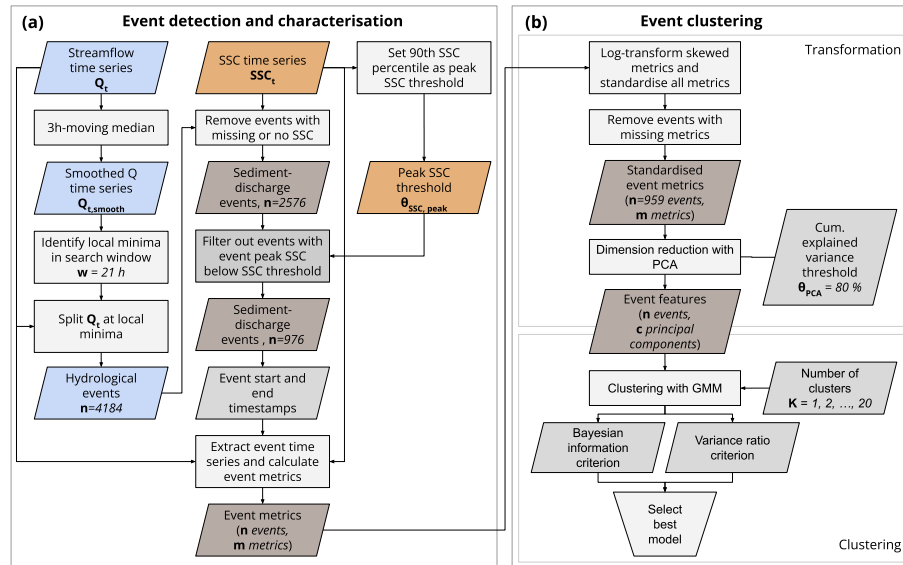 (a)
Event detection and characterisation
Streamflow
time series
Qt
3h-moving median
Smoothed Q
time series
Qt,smooth
Identify local minima
in search window
w = 21 h
Split Qt at local
minima
Hydrological
events
n=4184
SSC time series
SSCt
Remove events with
missing or no SSC
Sediment-
discharge
events, n=2576
Filter out events with
event peak SSC
below SSC threshold
Sediment-
discharge
events , n=976
Event start and
end
timestamps
Extract event time
series and calculate
event metrics
Event metrics
(n events,
m metrics)
Set 90th SSC
percentile as peak
SSC threshold
Peak SSC
threshold
θSSC, peak
(b)
Event clustering
Transformation
Log-transform skewed
metrics and
standardise all metrics
Remove events with
missing metrics
Standardised
event metrics
(n=959 events,
m metrics)
Dimension reduction with
PCA
Cum.
explained
variance
threshold
θPCA = 80 %
Event features
(n events,
c principal
components)
Clustering with GMM
Number of
clusters
K = 1, 2, ..., 20
Bayesian
information
criterion
Variance ratio
criterion
Select
best
model
Clustering